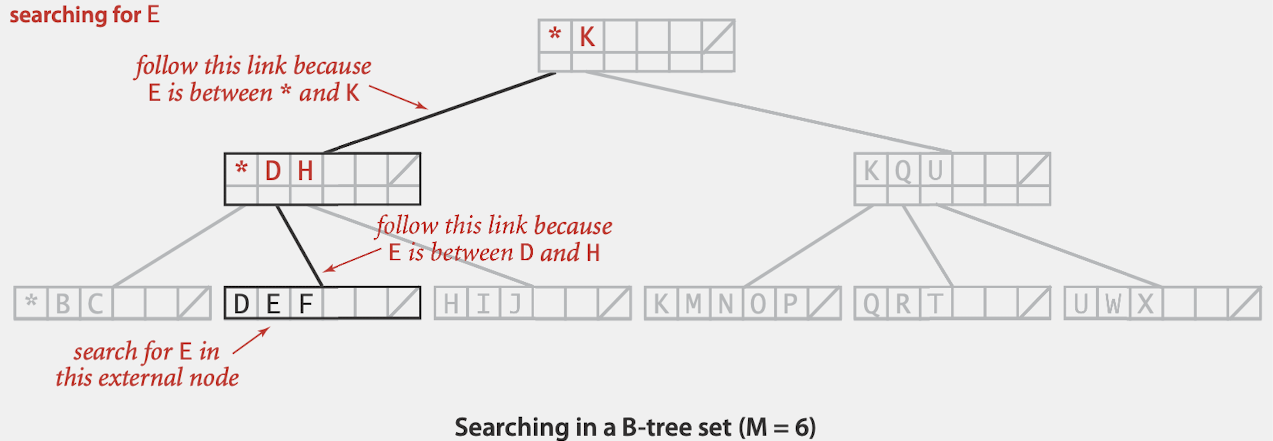 searching for E
* K
follow this link because
E is between * and K
* D H
K Q U
follow this link because
E is between D and H
* B C
D E F
H I J
K M N O P
Q R T
U W X
search for E in
this external node
Searching in a B-tree set (M = 6)